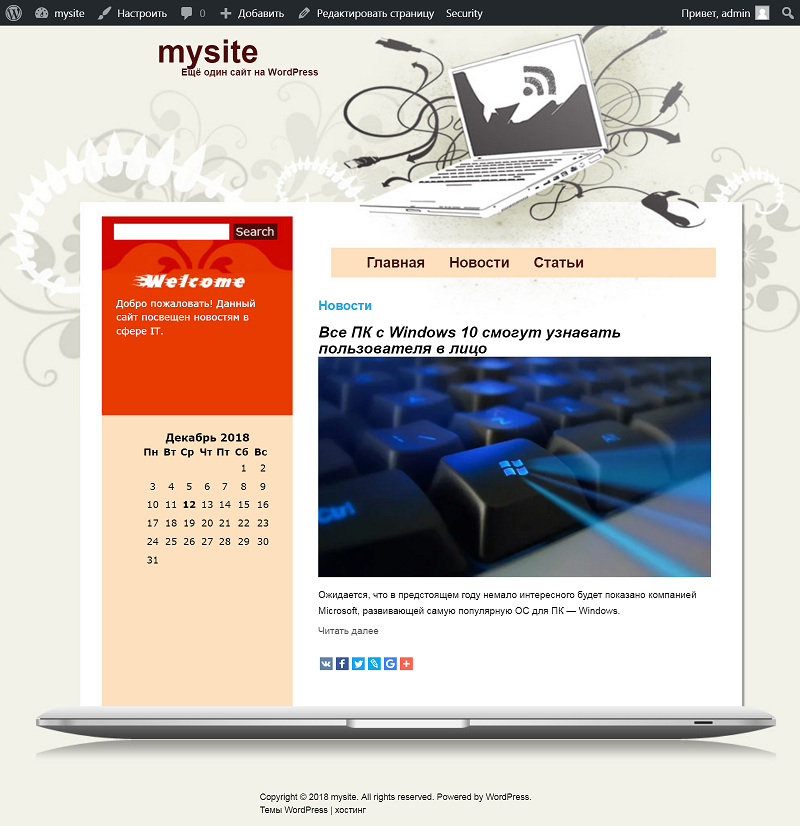 mysite Настроить 0 Добавить Редактировать страницу Security Привет, admin
mysite
Ещё один сайт на WordPress
Search
Welcome
Добро пожаловать! Данный
сайт посвещен новостям в
сфере IT.
Декабрь 2018
Пн Вт Ср Чт Пт Сб Вс
1 2
3 4 5 6 7 8 9
10 11 12 13 14 15 16
17 18 19 20 21 22 23
24 25 26 27 28 29 30
31
Главная Новости Статьи
Новости
Все ПК с Windows 10 смогут узнавать
пользователя в лицо
Ctrl
Ожидается, что в предстоящем году немало интересного будет показано компанией
Microsoft, развивающей самую популярную ОС для ПК — Windows.
Читать далее
Copyright © 2018 mysite. All rights reserved. Powered by WordPress.
Темы WordPress | хостинг